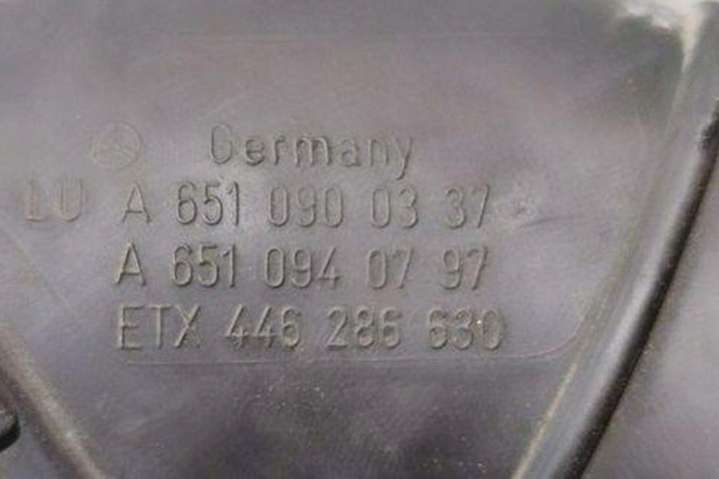 Germany
LU A 651 090 03 37
A 651 094 07 97
ETX 446 286 630